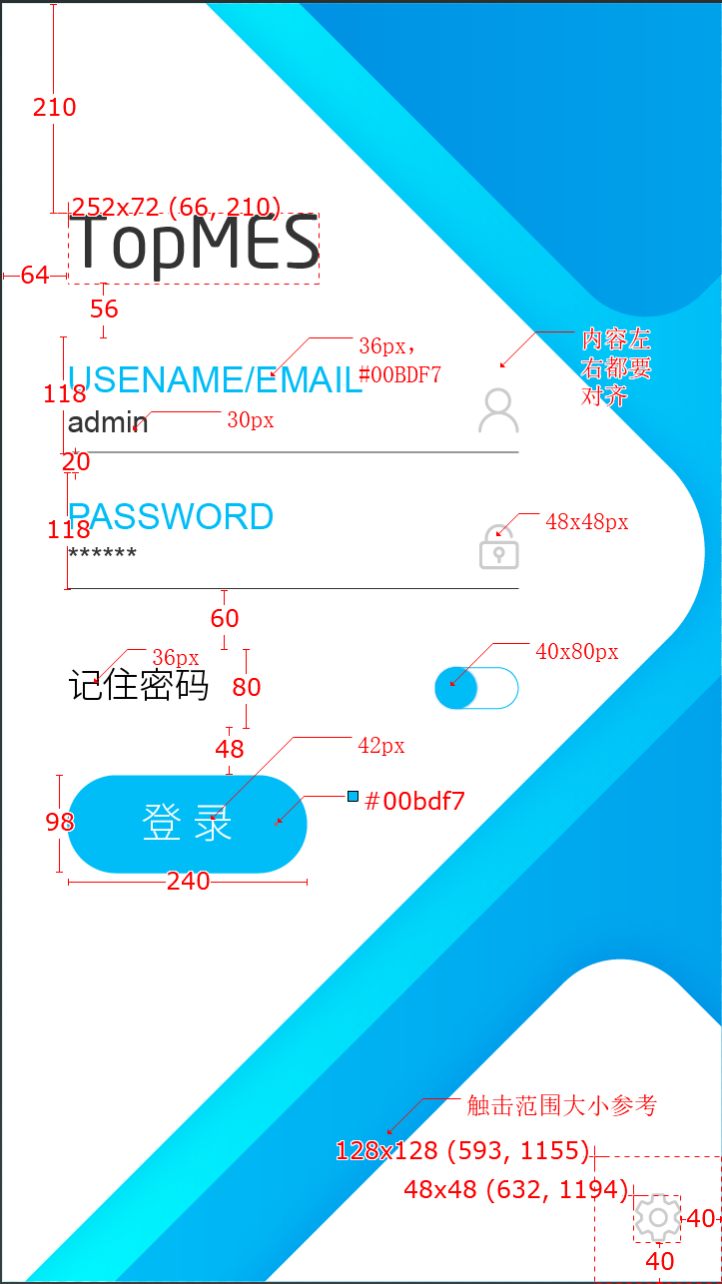 210
252x72 (66, 210)
TopMES
64
56
36px,
#00BDF7
内容左
右都要
对齐
USENAME/EMAIL
118
admin
30px
20
PASSWORD
118
48x48px
******
60
36px
40x80px
记住密码
80
48
42px
#00bdf7
98
登 录
240
触击范围大小参考
128x128 (593, 1155)
48x48 (632, 1194)
40
40